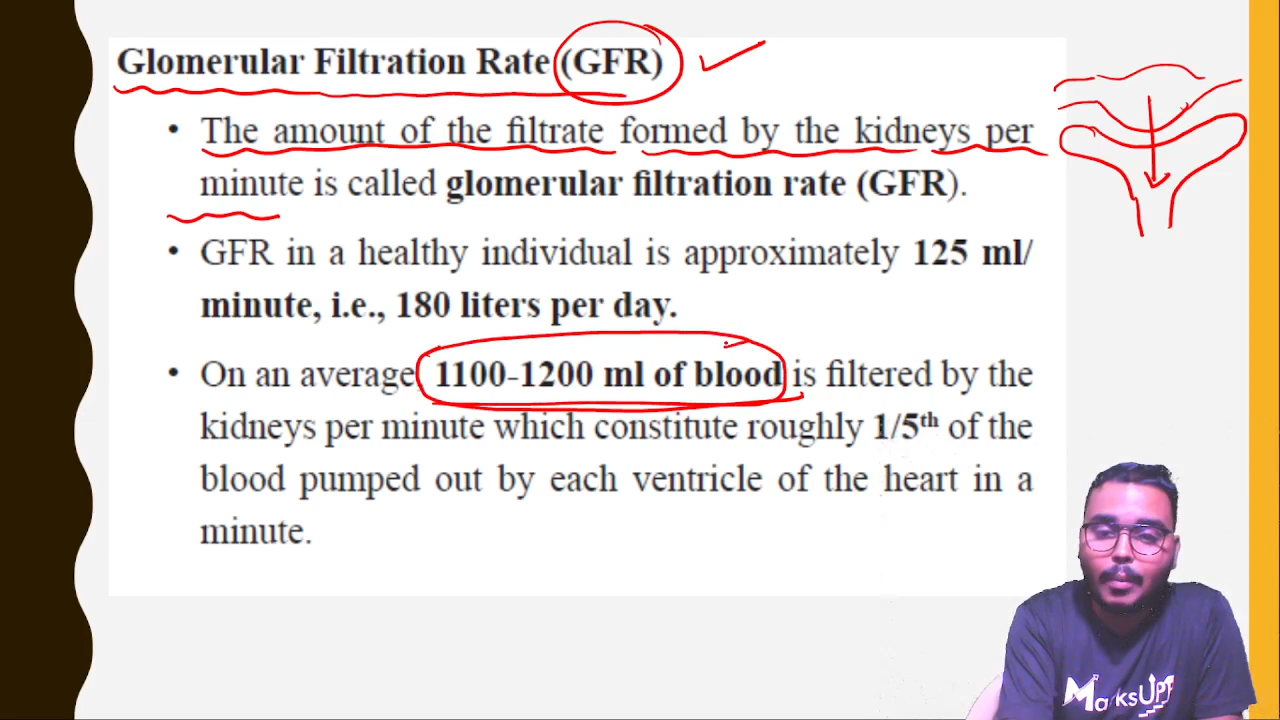 Glomerular Filtration Rate (GFR)
• The amount of the filtrate formed by the kidneys per
minute is called glomerular filtration rate (GFR).
• GFR in a healthy individual is approximately 125 ml/
minute, i.e., 180 liters per day.
• On an average 1100-1200 ml of blood is filtered by the
kidneys per minute which constitute roughly 1/5th of the
blood pumped out by each ventricle of the heart in a
minute.
MarksUP